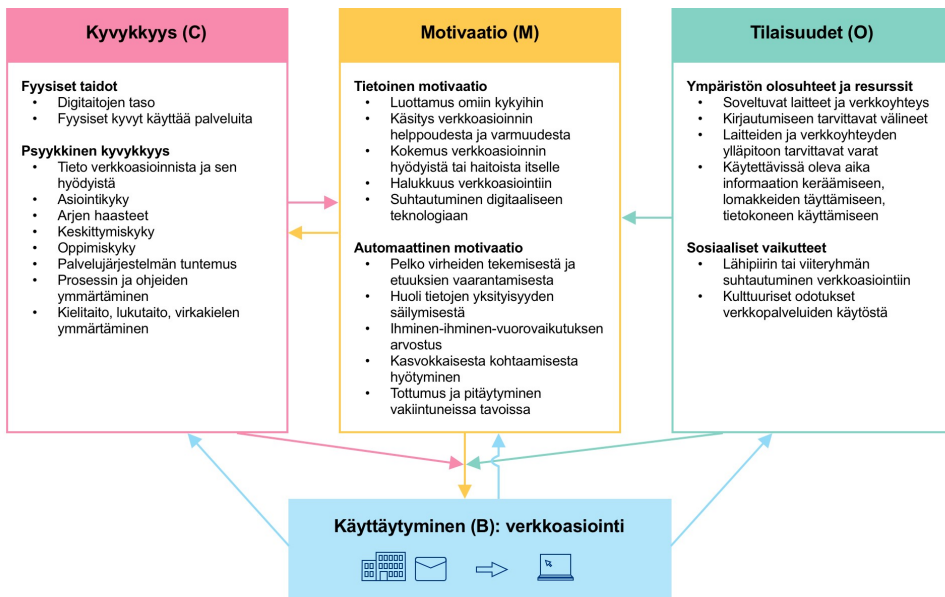 Kyvykkyys (C)
Fyysiset taidot
• Digitaitojen taso
• Fyysiset kyvyt käyttää palveluita
Psyykkinen kyvykkyys
• Tieto verkkoasioinnista ja sen
hyödyistä
• Asiointikyky
• Arjen haasteet
• Keskittymiskyky
• Oppimiskyky
• Palvelujärjestelmän tuntemus
• Prosessin ja ohjeiden
ymmärtäminen
• Kielitaito, lukutaito, virkakielen
ymmärtäminen
Motivaatio (M)
Tietoinen motivaatio
• Luottamus omiin kykyihin
• Käsitys verkkoasioinnin
helppoudesta ja varmuudesta
• Kokemus verkkoasioinnin
hyödyistä tai haitoista itselle
• Halukkuus verkkoasiointiin
• Suhtautuminen digitaaliseen
teknologiaan
Automaattinen motivaatio
• Pelko virheiden tekemisestä ja
etuuksien vaarantamisesta
• Huoli tietojen yksityisyyden
säilymisestä
• Ihminen-ihminen-vuorovaikutuksen
arvostus
• Kasvokkaisesta kohtaamisesta
hyötyminen
• Tottumus ja pitäytyminen
vakiintuneissa tavoissa
Tilaisuudet (O)
Ympäristön olosuhteet ja resurssit
• Soveltuvat laitteet ja verkkoyhteys
• Kirjautumiseen tarvittavat välineet
• Laitteiden ja verkkoyhteyden
ylläpitoon tarvittavat varat
• Käytettävissä oleva aika
informaation keräämiseen,
lomakkeiden täyttämiseen,
tietokoneen käyttämiseen
Sosiaaliset vaikutteet
• Lähipiirin tai viiteryhmän
suhtautuminen verkkoasiointiin
• Kulttuuriset odotukset
verkkopalveluiden käytöstä
Käyttäytyminen (B): verkkoasiointi